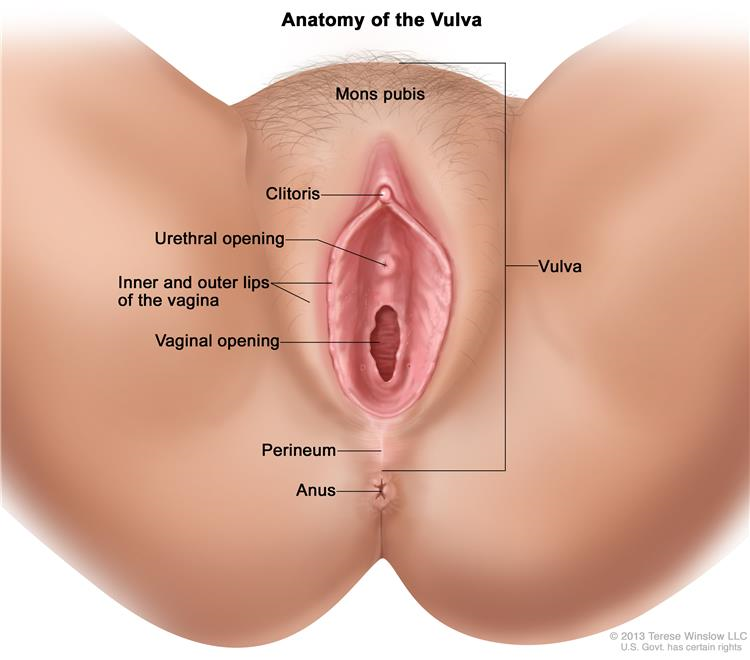 Anatomy of the Vulva
Mons pubis
Clitoris
Urethral opening
Inner and outer lips
of the vagina
Vulva
Vaginal opening
Perineum
Anus
© 2013 Terese Winslow LLC
U.S. Govt. has certain rights